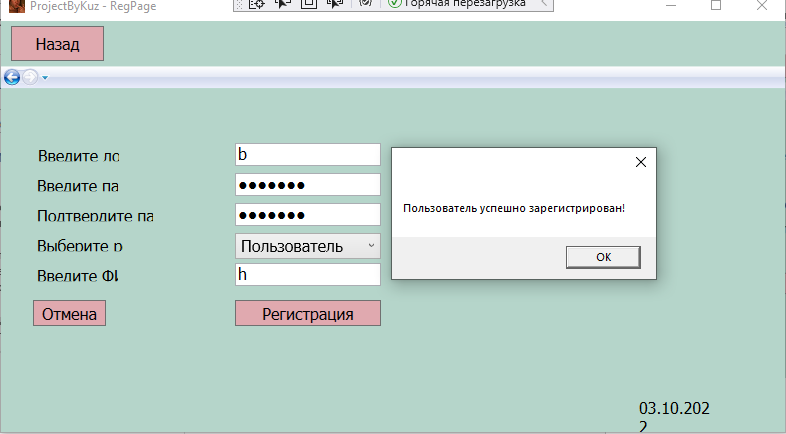 ProjectByKuz - RegPage
Горячая перезагрузка
Назад
Введите ло
b
Введите па
●●●●●●●
Подтвердите па
●●●●●●●
Выберите р
Пользователь
Введите ФИ
h
Отмена
Регистрация
Пользователь успешно зарегистрирован!
ОК
03.10.202
2